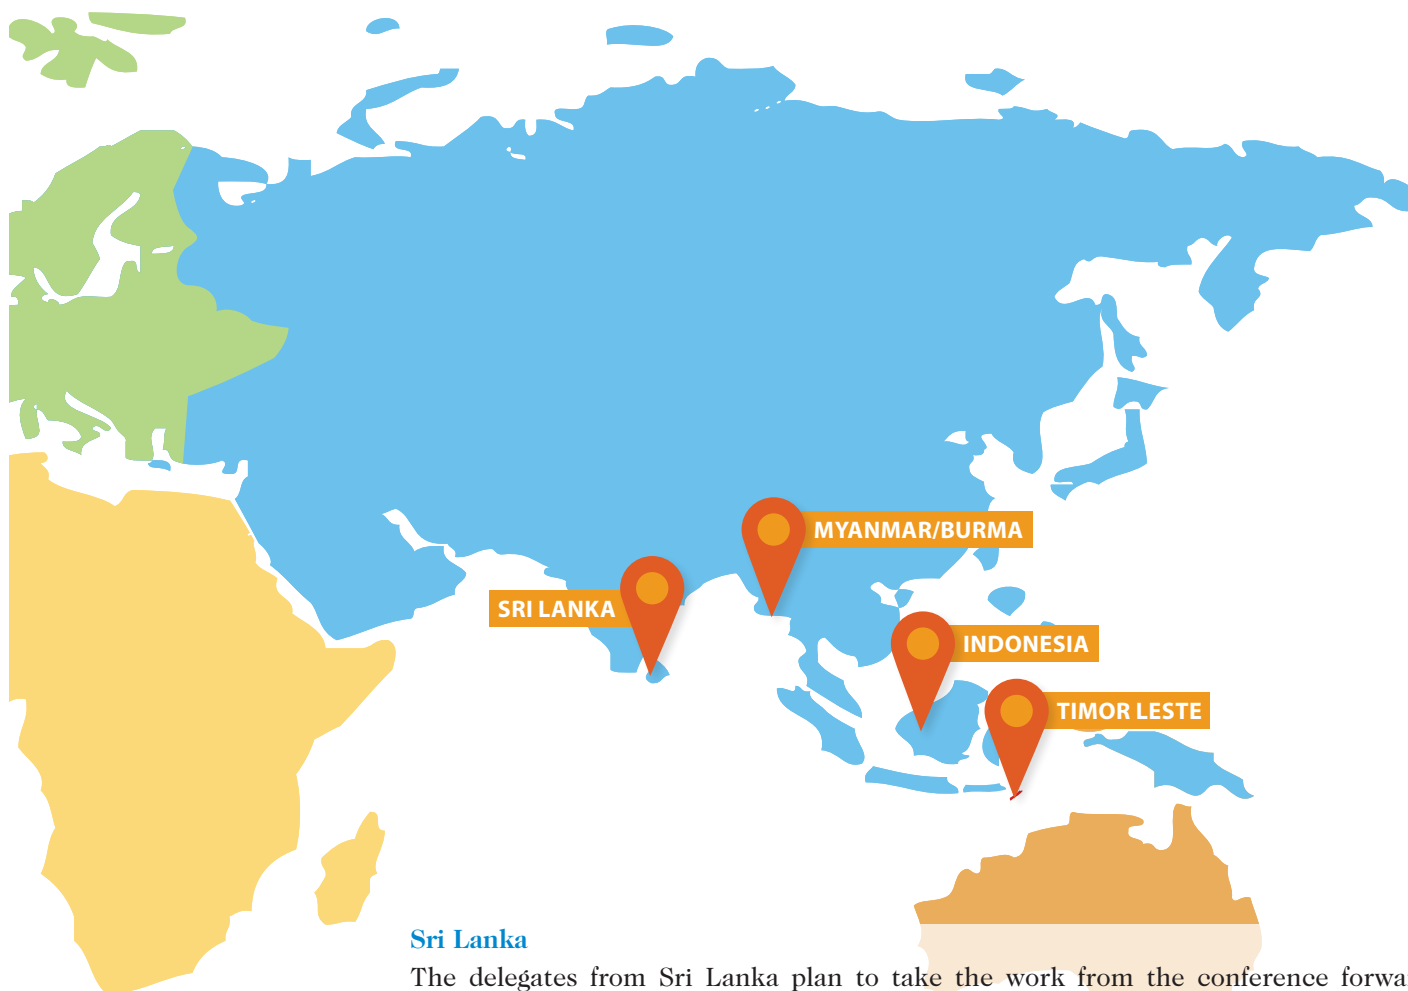 MYANMAR/BURMA
SRI LANKA
INDONESIA
TIMOR LESTE
Sri Lanka
The delegates from Sri Lanka plan to take the work from the conference